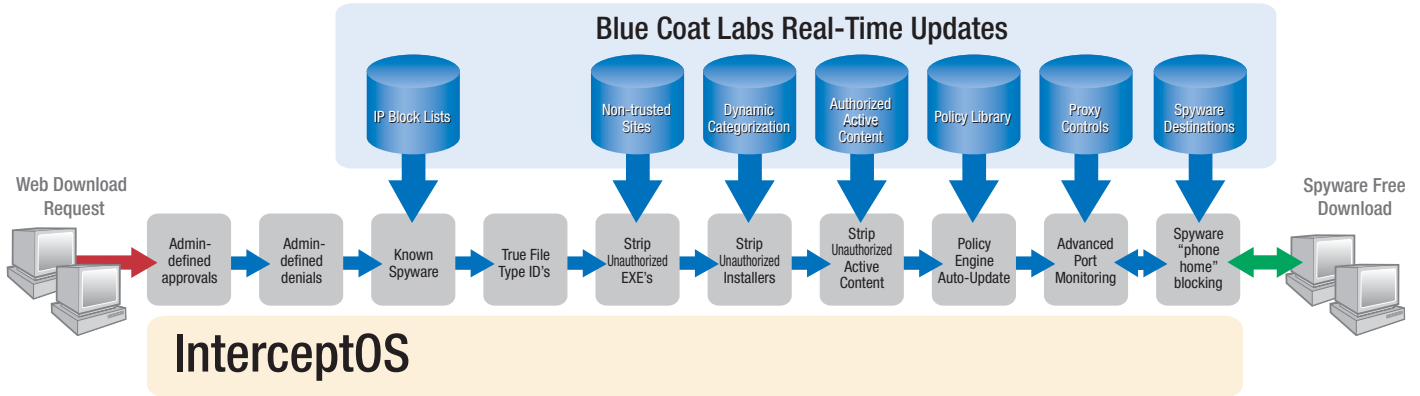 Blue Coat Labs Real-Time Updates
IP Block Lists
Non-trusted
Sites
Dynamic
Categorization
Authorized
Active
Content
Policy Library
Proxy
Controls
Spyware
Destinations
Web Download
Request
Spyware Free
Download
Admin-
defined
approvals
Admin-
defined
denials
Known
Spyware
True File
Type ID's
Strip
Unauthorized
EXE's
Strip
Unauthorized
Installers
Strip
Unauthorized
Active
Content
Policy
Engine
Auto-Update
Advanced
Port
Monitoring
Spyware
“phone
home”
blocking
InterceptOS